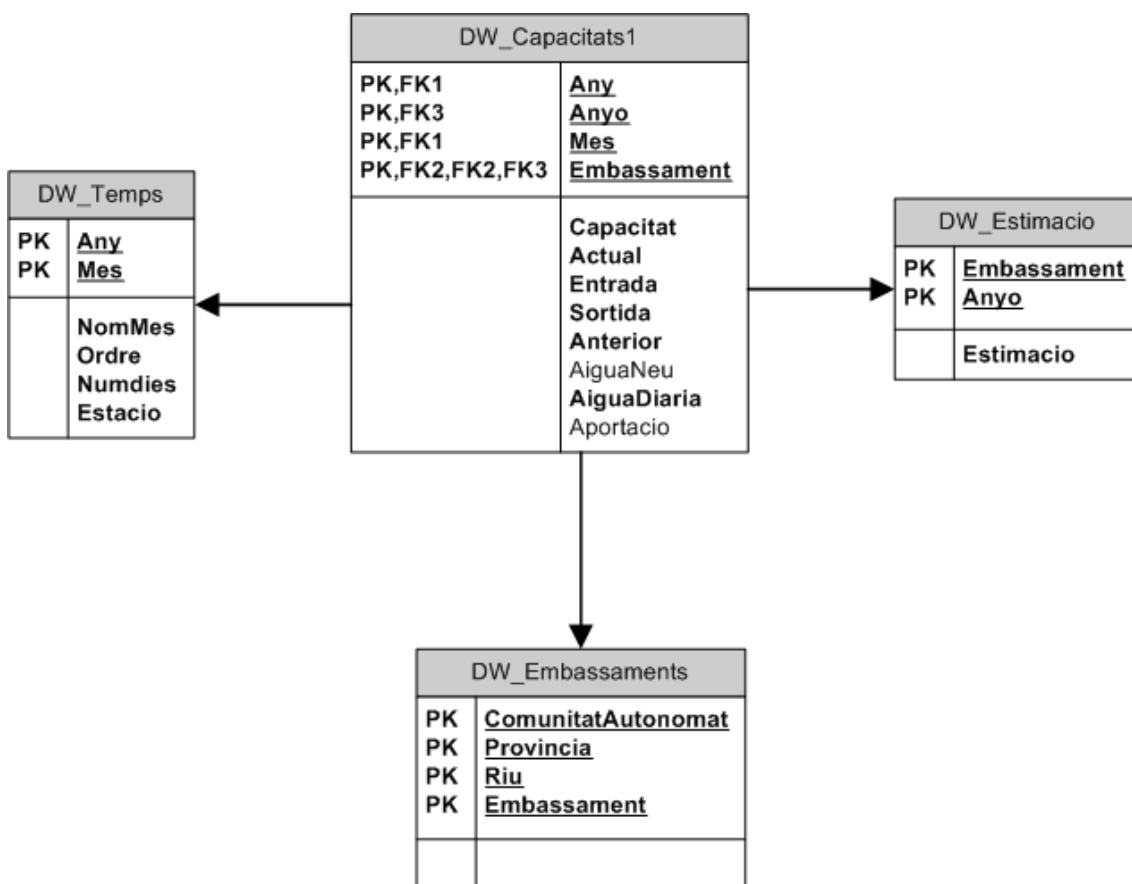 DW_Capacitats1
PK,FK1 Any
PK,FK3 Anyo
PK,FK1 Mes
PK,FK2,FK2,FK3 Embassament
Capacitat
Actual
Entrada
Sortida
Anterior
AiguaNeu
AiguaDiaria
Aportacio
DW_Temps
PK Any
PK Mes
NomMes
Ordre
Numdies
Estacio
DW_Estimacio
PK Embassament
PK Anyo
Estimacio
DW_Embassaments
PK ComunitatAutonomat
PK Provincia
PK Riu
PK Embassament